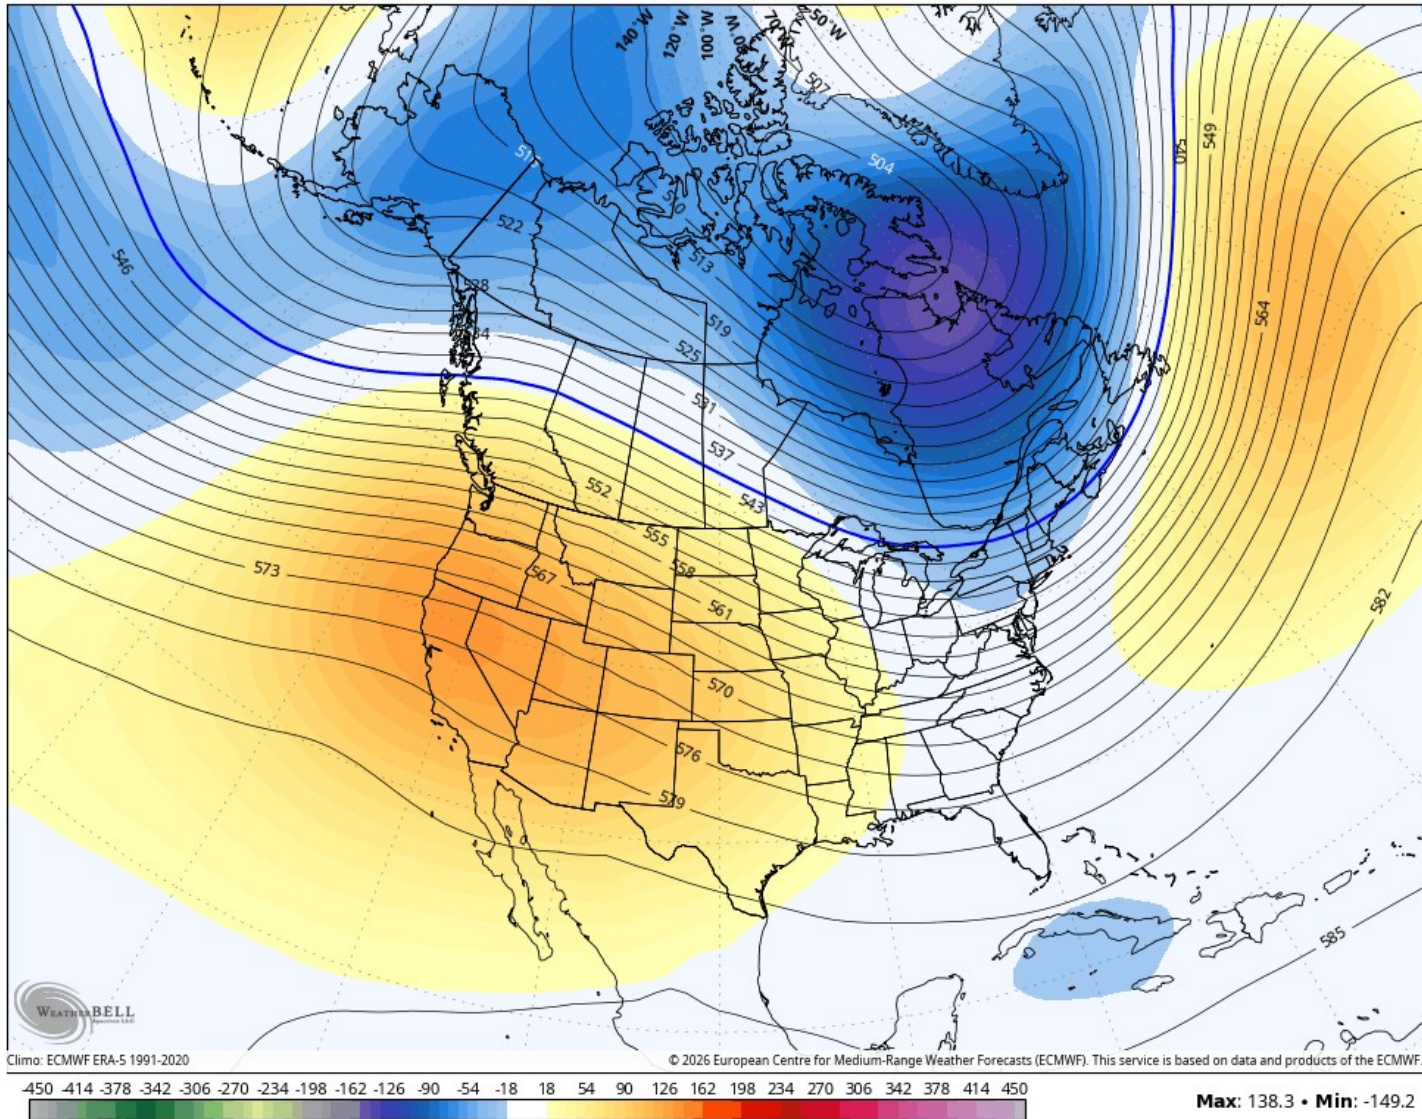 140°W
120°W
100°W
80°W
70°W
50°W
507
504
516
510
522
513
546
528
534
519
525
531
537
543
540
549
564
552
555
558
567
561
573
570
576
579
582
585
WEATHERBELL
Climo: ECMWF ERA-5 1991-2020
© 2026 European Centre for Medium-Range Weather Forecasts (ECMWF). This service is based on data and products of the ECMWF.
-450 -414 -378 -342 -306 -270 -234 -198 -162 -126 -90 -54 -18 18 54 90 126 162 198 234 270 306 342 378 414 450
Max: 138.3 • Min: -149.2